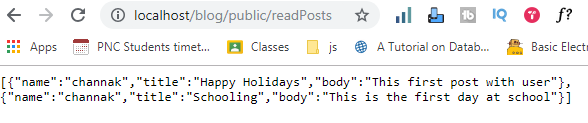 localhost/blog/public/readPosts
Apps PNC Students timet... Classes js A Tutorial on Datab... Basic Electr
[{"name":"channak","title":"Happy Holidays","body":"This first post with user"},
{"name":"channak","title":"Schooling","body":"This is the first day at school"}]